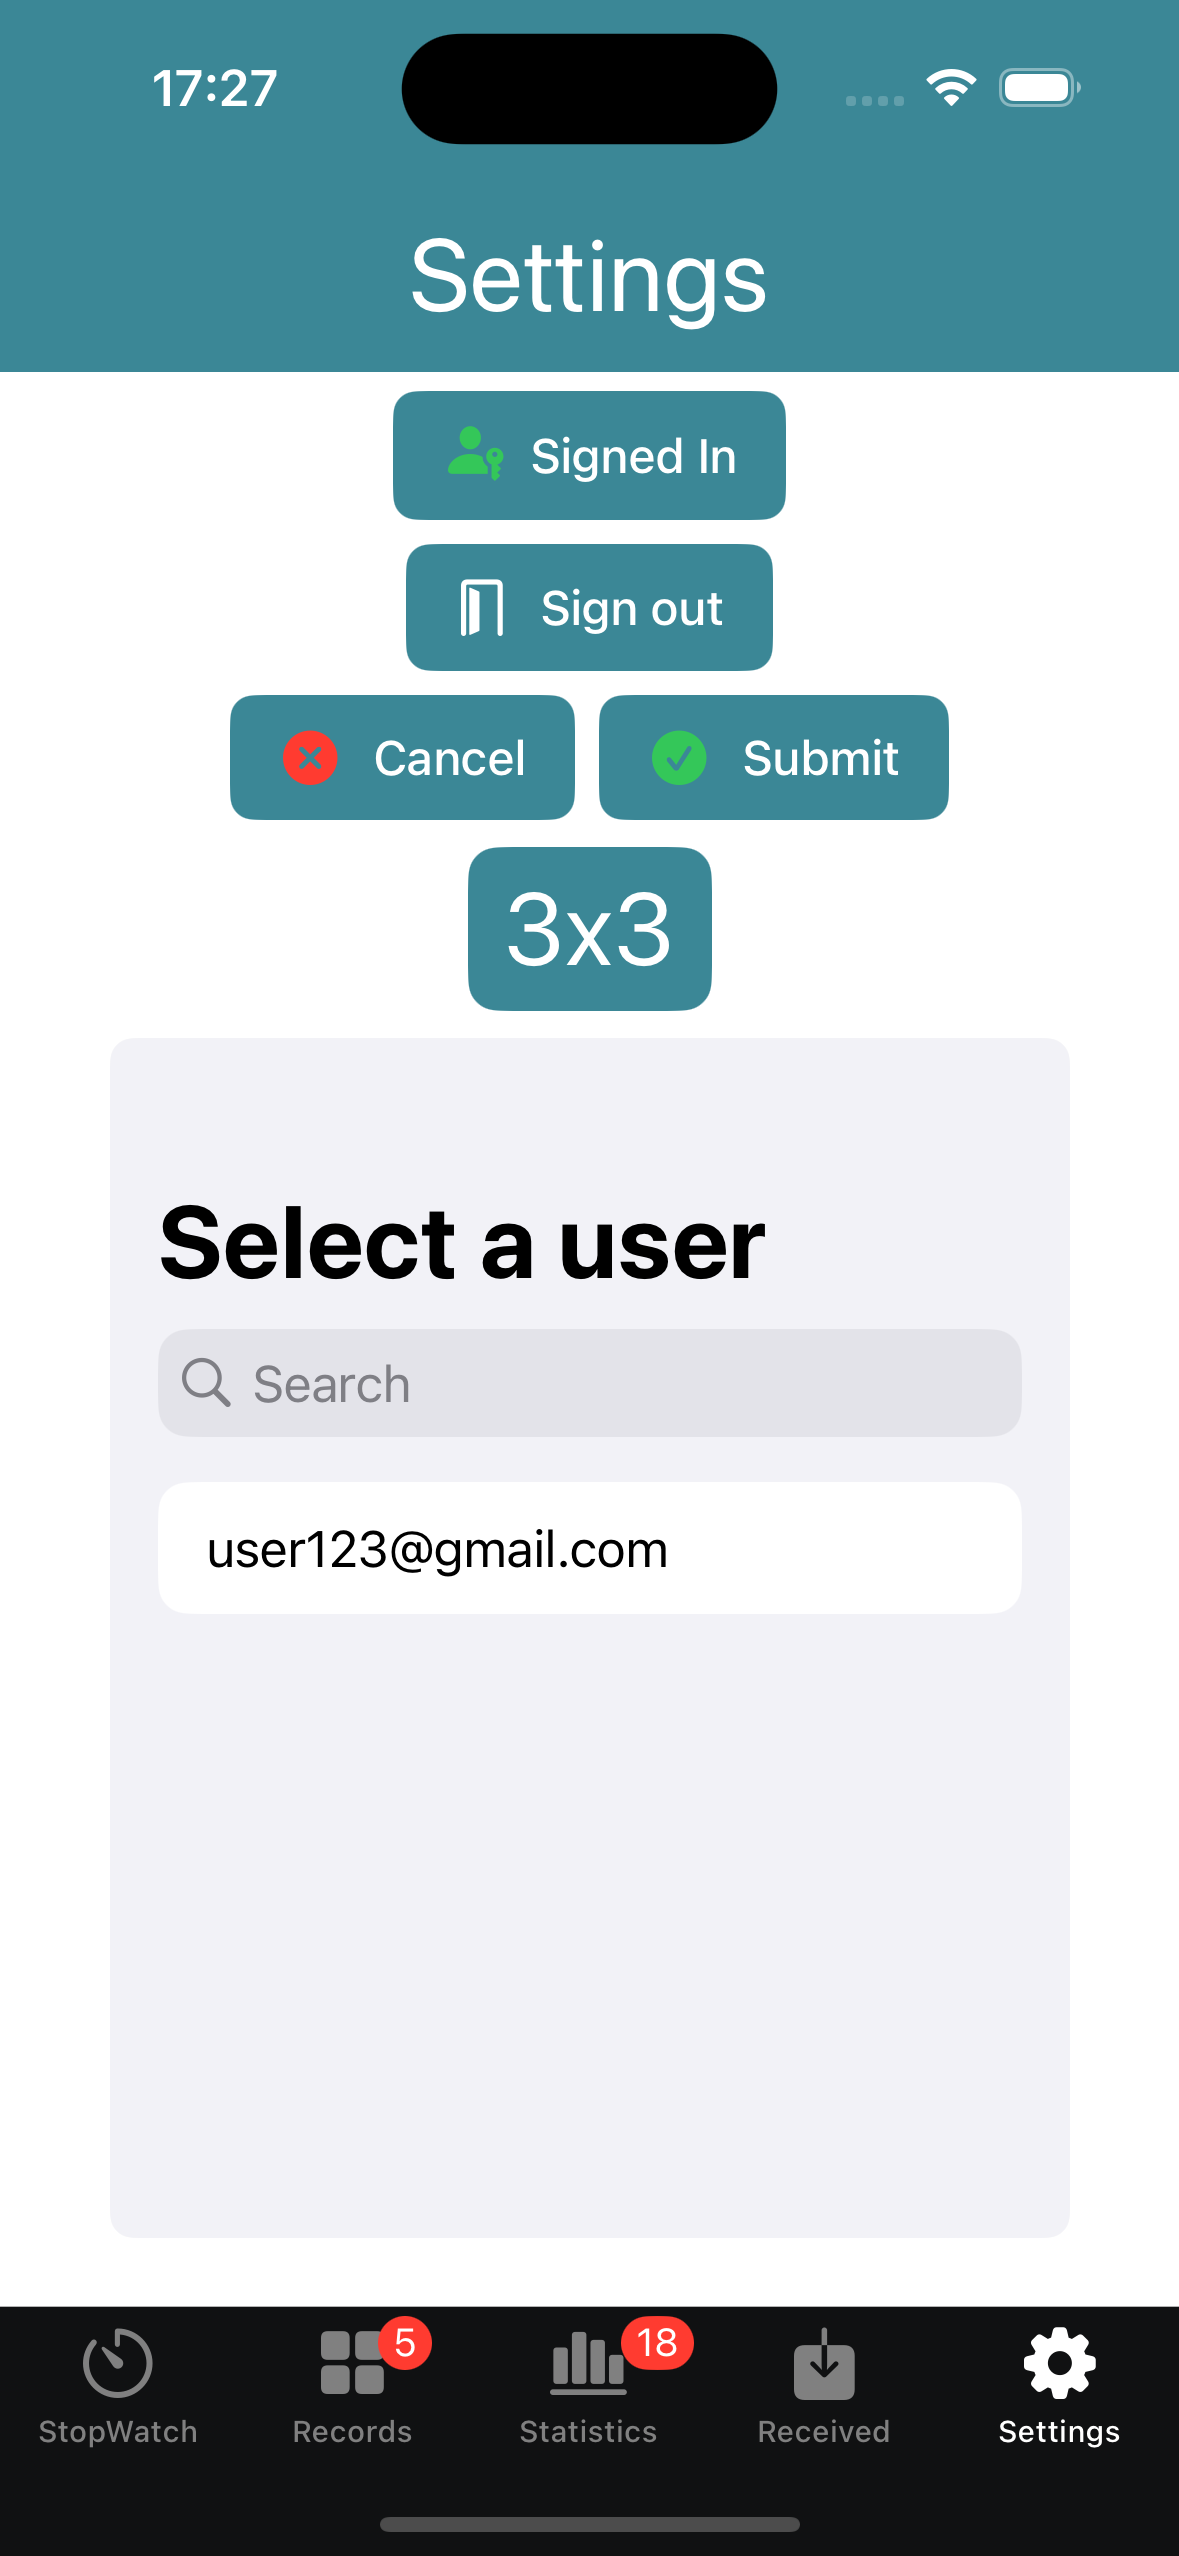 17:27
Settings
Signed In
Sign out
Cancel
Submit
3x3
Select a user
Search
user123@gmail.com
5
18
StopWatch
Records
Statistics
Received
Settings